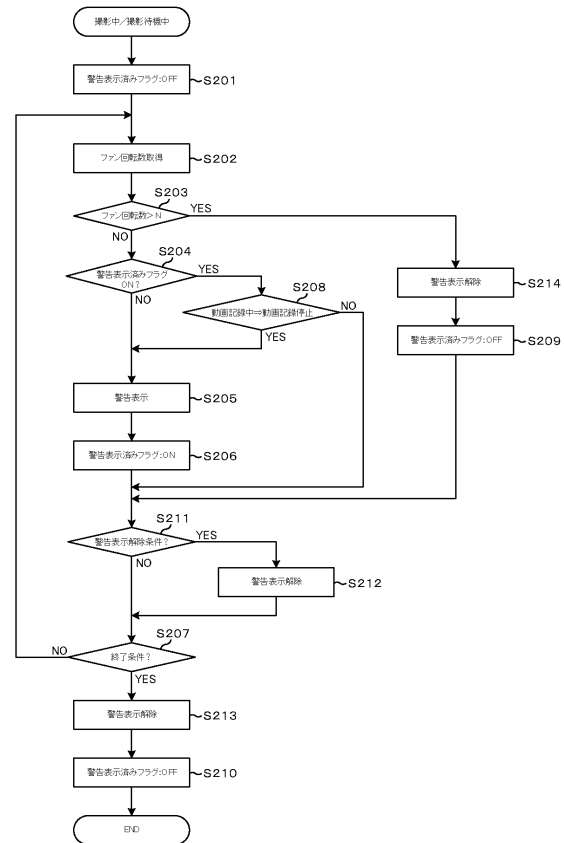 撮影中／撮影待機中
警告表示済みフラグ:OFF
S201
ファン回転数取得
S202
S203
ファン回転数＞N
YES
NO
S204
警告表示済みフラグ
ON？
YES
NO
S208
動画記録中⇒動画記録停止
NO
YES
警告表示解除
S214
警告表示済みフラグ:OFF
S209
警告表示
S205
警告表示済みフラグ:ON
S206
S211
警告表示解除条件？
YES
NO
警告表示解除
S212
S207
終了条件？
NO
YES
警告表示解除
S213
警告表示済みフラグ:OFF
S210
END